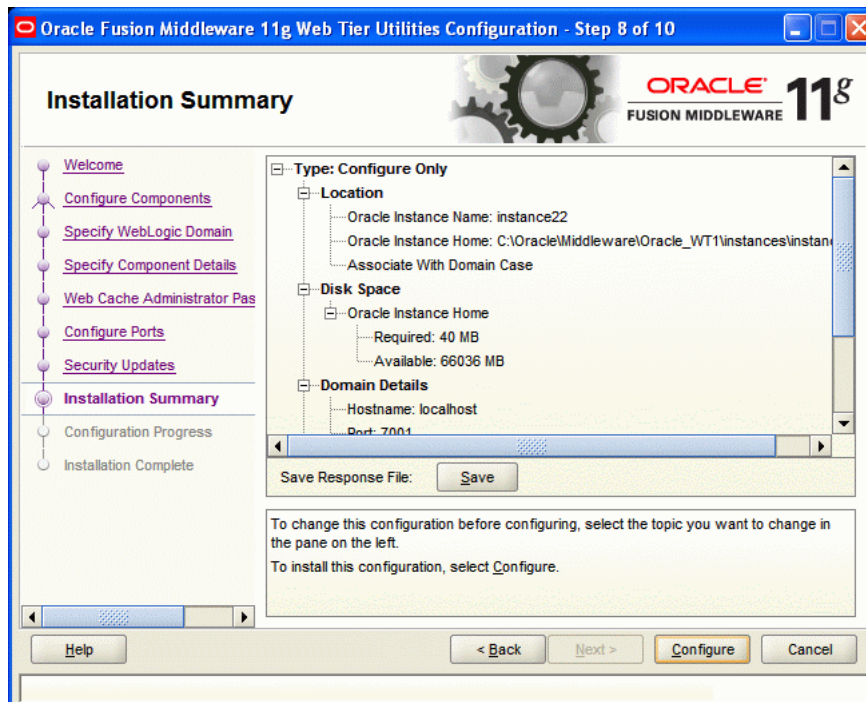 Oracle Fusion Middleware 11g Web Tier Utilities Configuration - Step 8 of 10
Installation Summary
ORACLE
FUSION MIDDLEWARE
11g
Welcome
Configure Components
Specify WebLogic Domain
Specify Component Details
Web Cache Administrator Pas
Configure Ports
Security Updates
Installation Summary
Configuration Progress
Installation Complete
Type: Configure Only
Location
Oracle Instance Name: instance22
Oracle Instance Home: C:\Oracle\Middleware\Oracle_WT1\instances\instanc
Associate With Domain Case
Disk Space
Oracle Instance Home
Required: 40 MB
Available: 66036 MB
Domain Details
Hostname: localhost
Port: 7001
Save Response File:
Save
To change this configuration before configuring, select the topic you want to change in
the pane on the left.
To install this configuration, select Configure.
Help
< Back
Next >
Configure
Cancel